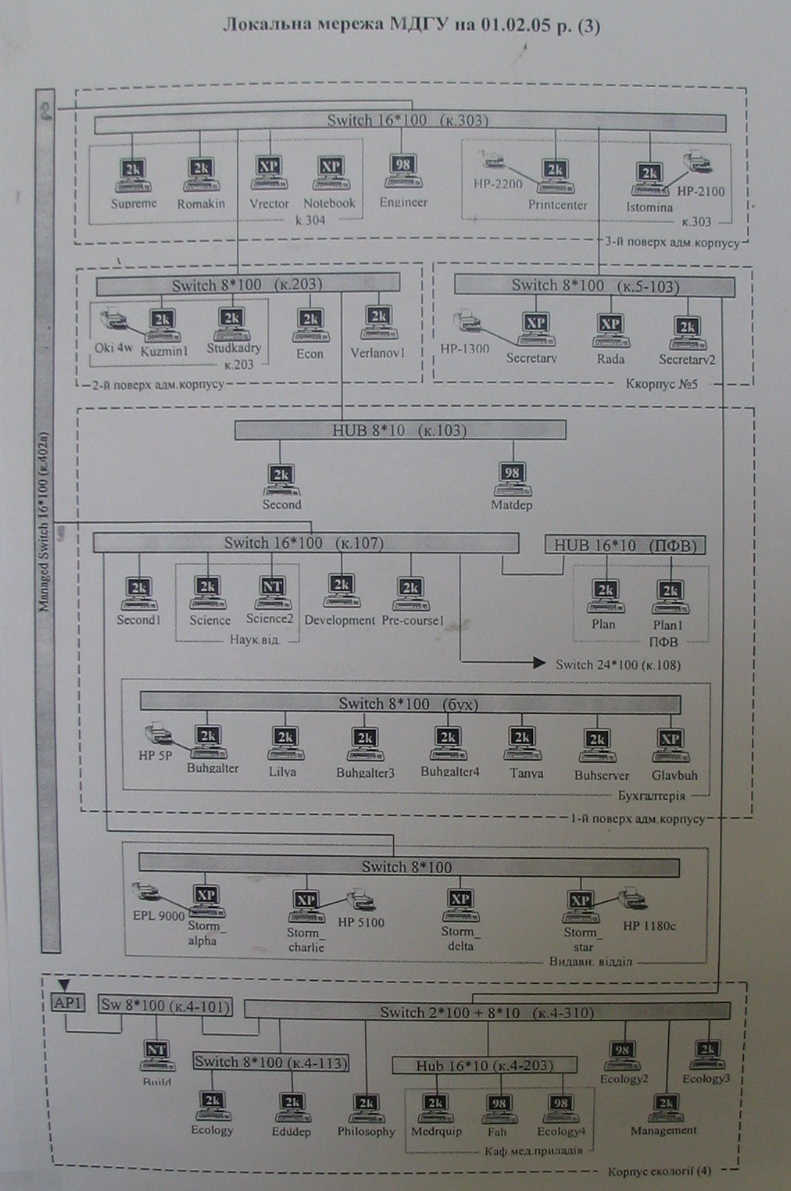 Локальна мережа МДГУ на 01.02.05 р. (3)
Managed Switch 16*100 (к.402а)
Switch 16*100 (к.303)
2k 2k XP XP 98 2k 2k
Supreme Romakin Vrector Notebook Engineer HP-2200 Printcenter Istomina HP-2100
к.304 к.303
3-й поверх адм.корпусу
Switch 8*100 (к.203) Switch 8*100 (к.5-103)
2k 2k 2k 2k XP XP 2k
Oki 4w Kuzmin1 Studkadry Econ Verlanov1 HP-1300 Secretary Rada Secretary2
к.203
2-й поверх адм.корпусу Ккорпус №5
HUB 8*10 (к.103)
2k 98
Second Matdep
Switch 16*100 (к.107) HUB 16*10 (ПФВ)
2k 2k NT 2k 2k 2k 2k
Second1 Science Science2 Development Pre-course1 Plan Plan1
Наук.від. ПФВ
Switch 24*100 (к.108)
Switch 8*100 (бух)
2k 2k 2k 2k 2k 2k XP
HP 5P Buhgalter Lilya Buhgalter3 Buhgalter4 Tanya Buhserver Glavbuh
Бухгалтерія
1-й поверх адм.корпусу
Switch 8*100
XP XP XP XP
EPL 9000 Storm_ alpha Storm_ charlie HP 5100 Storm_ delta Storm_ star HP 1180c
Видавн. відділ
AP1 Sw 8*100 (к.4-101) Switch 2*100 + 8*10 (к.4-310)
NT 98 2k
Build Switch 8*100 (к.4-113) Hub 16*10 (к.4-203) Ecology2 Ecology3
2k 2k 2k 2k 98 98 2k
Ecology Edddep Philosophy Medrquip Fah Ecology4 Management
Каф мед.приладів
Корпус екології (4)